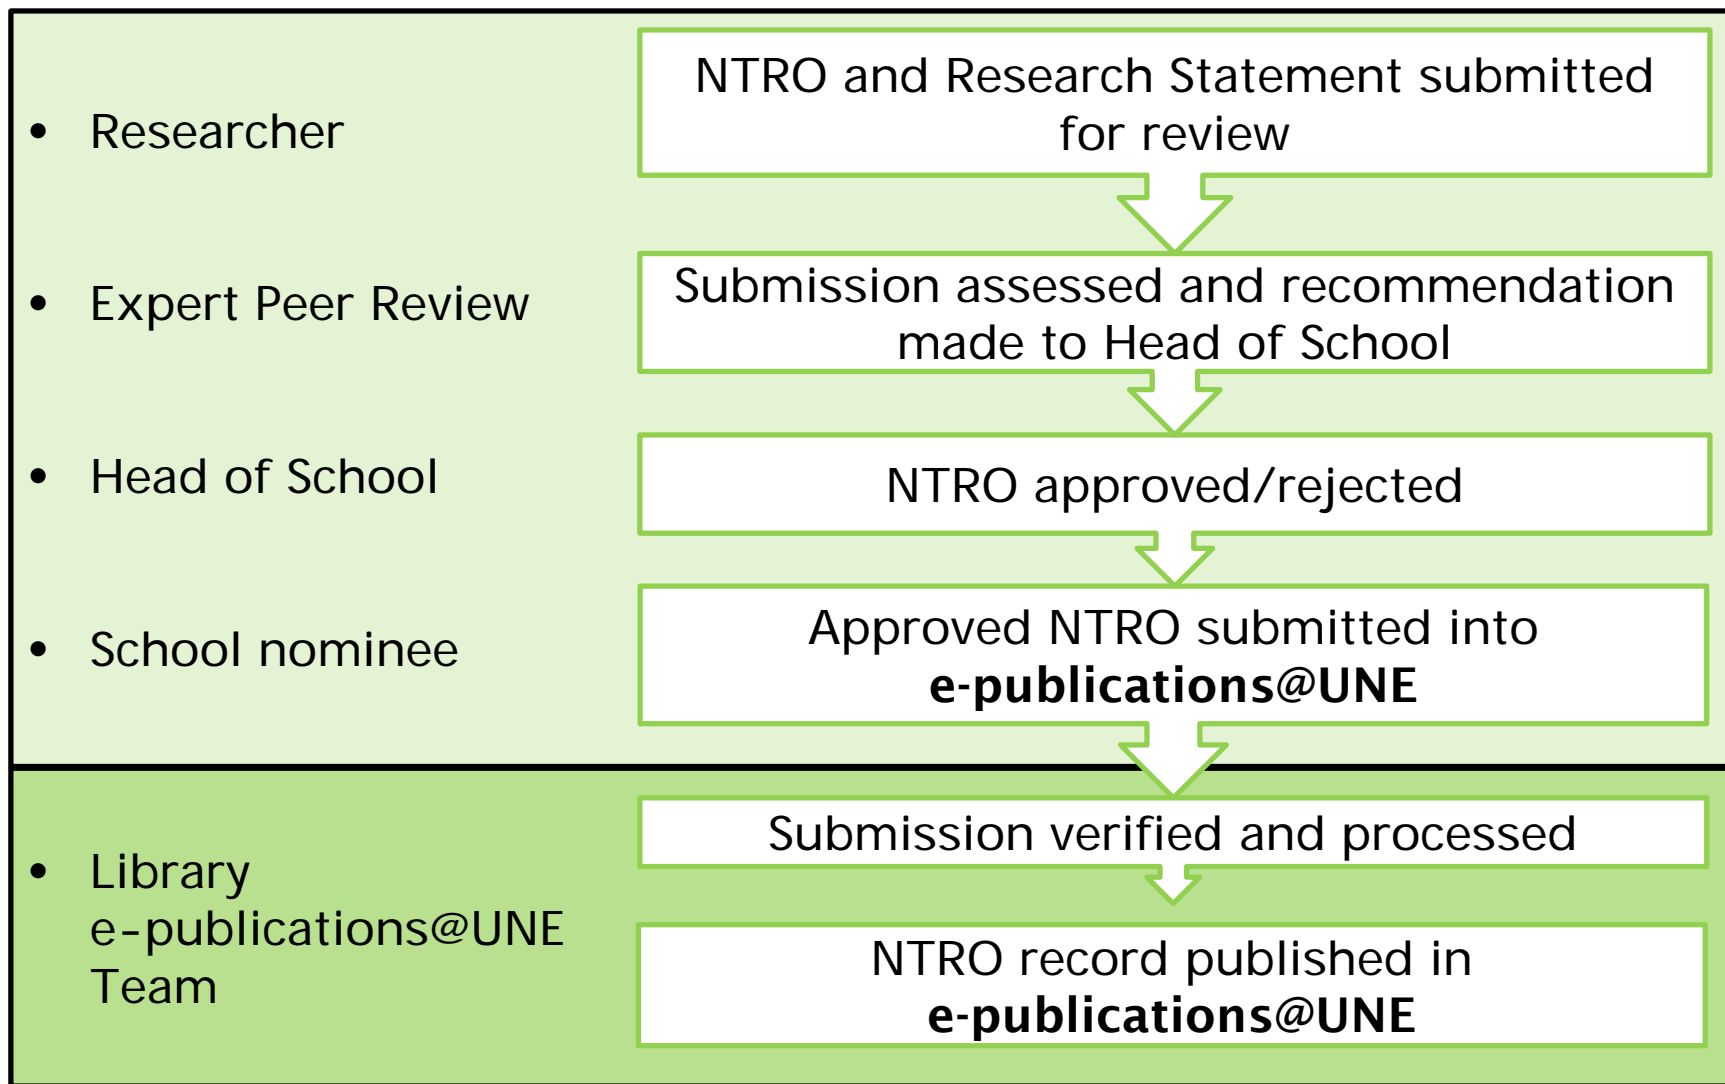 • Researcher
NTRO and Research Statement submitted
for review
• Expert Peer Review
Submission assessed and recommendation
made to Head of School
• Head of School
NTRO approved/rejected
• School nominee
Approved NTRO submitted into
e-publications@UNE
• Library
e-publications@UNE
Team
Submission verified and processed
NTRO record published in
e-publications@UNE